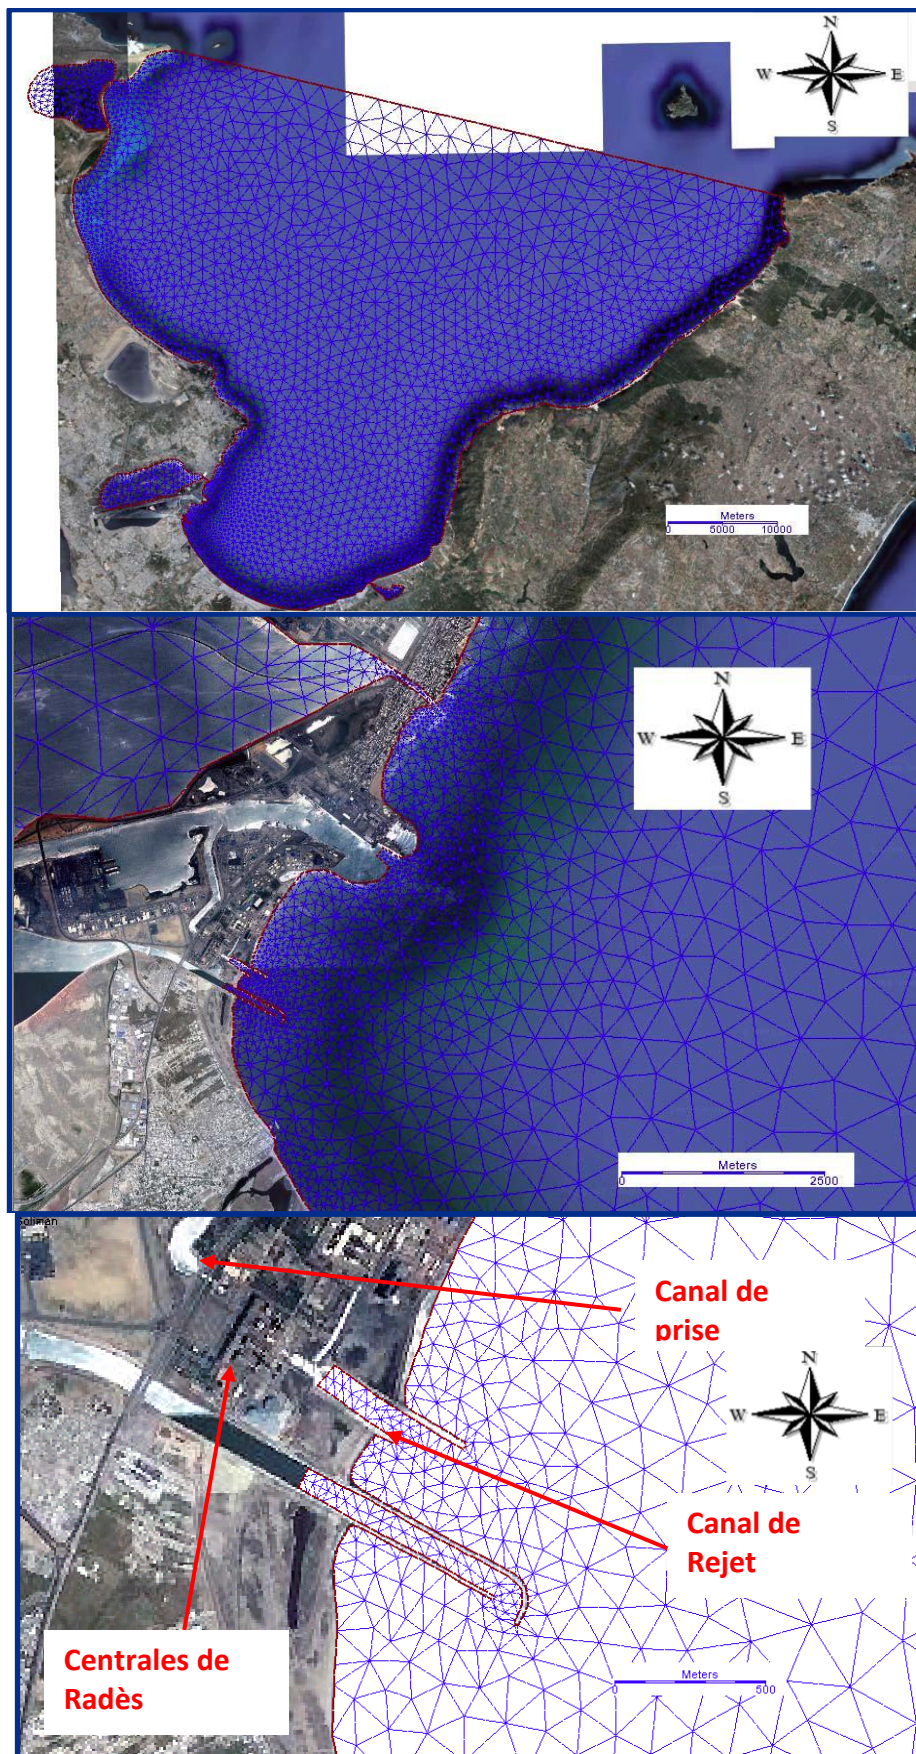 N
W E
S
Meters
0 5000 10000
N
W E
S
Meters
0 2500
Soliman
Canal de
prise
N
W E
S
Canal de
Rejet
Centrales de
Radès
Meters
0 500